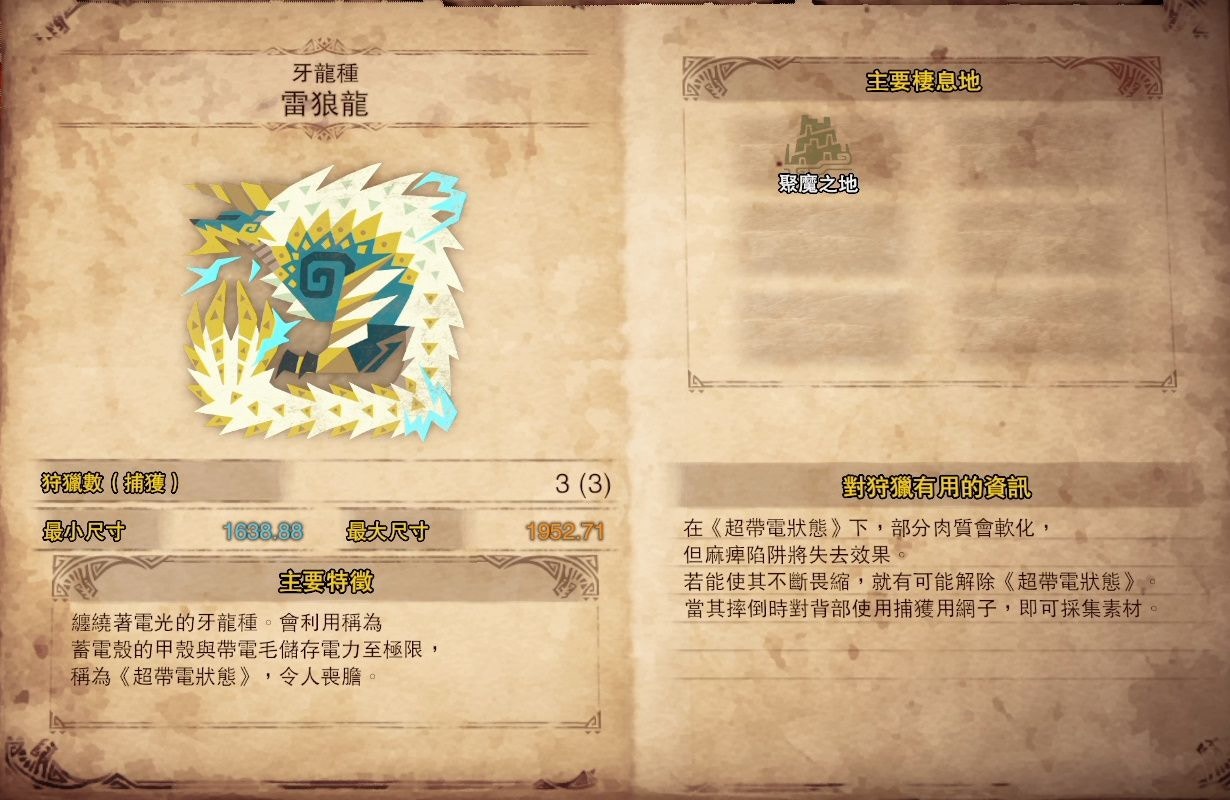 牙龍種
雷狼龍
狩獵數（捕獲）
3 (3)
最小尺寸
1638.88
最大尺寸
1952.71
主要特徵
纏繞著電光的牙龍種。會利用稱為
蓄電殼的甲殼與帶電毛儲存電力至極限，
稱為《超帶電狀態》，令人喪膽。
主要棲息地
聚魔之地
對狩獵有用的資訊
在《超帶電狀態》下，部分肉質會軟化，
但麻痺陷阱將失去效果。
若能使其不斷畏縮，就有可能解除《超帶電狀態》。
當其摔倒時對背部使用捕獲用網子，即可採集素材。